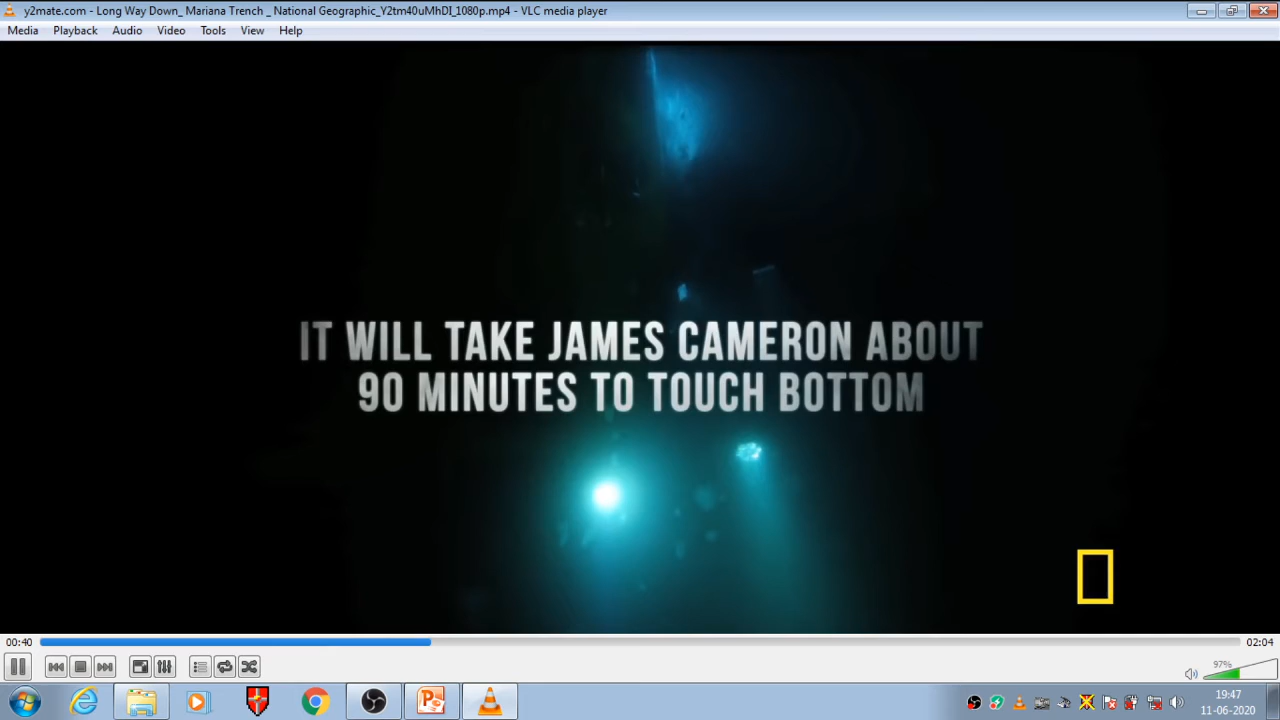 y2mate.com - Long Way Down_ Mariana Trench _ National Geographic_Y2tm40uMhDI_1080p.mp4 - VLC media player
Media Playback Audio Video Tools View Help
IT WILL TAKE JAMES CAMERON ABOUT
90 MINUTES TO TOUCH BOTTOM
00:40 02:04
97%
19:47
11-06-2020